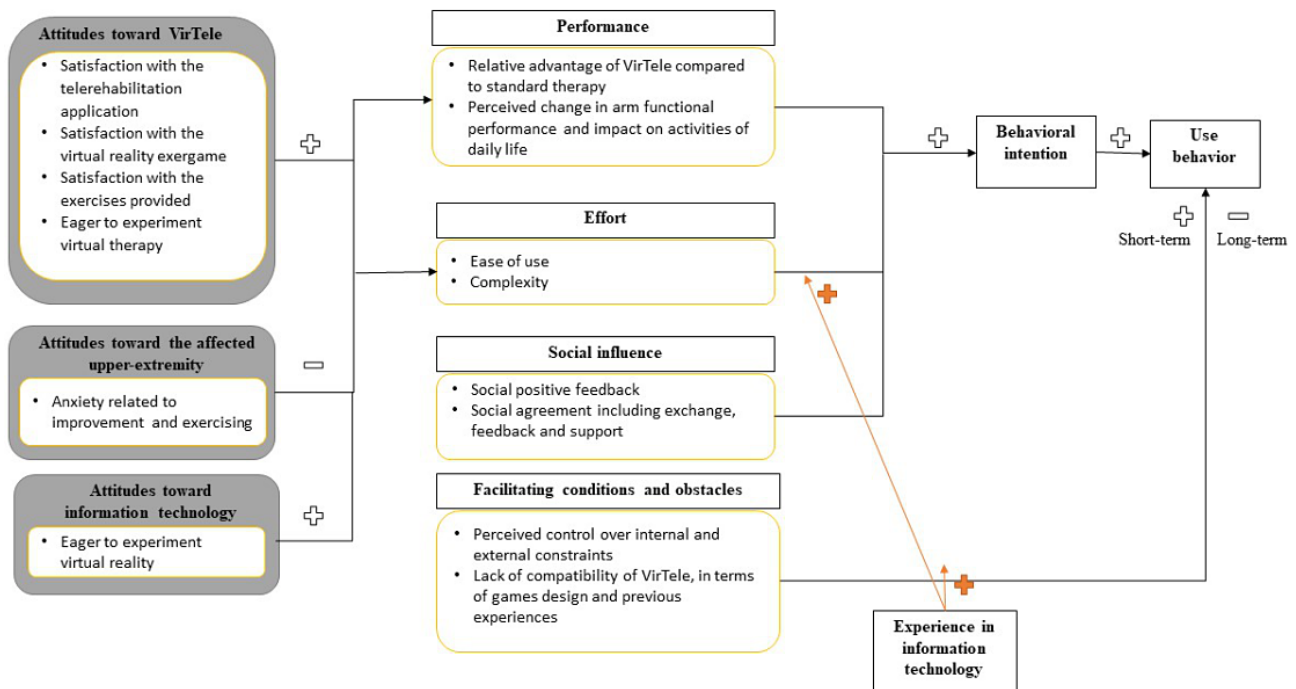 Attitudes toward VirTele
• Satisfaction with the
telerehabilitation
application
• Satisfaction with the
virtual reality exergame
• Satisfaction with the
exercises provided
• Eager to experiment
virtual therapy
+
Attitudes toward the affected
upper-extremity
• Anxiety related to
improvement and exercising
−
Attitudes toward
information technology
• Eager to experiment
virtual reality
+
Performance
• Relative advantage of VirTele compared
to standard therapy
• Perceived change in arm functional
performance and impact on activities of
daily life
Effort
• Ease of use
• Complexity
+
Social influence
• Social positive feedback
• Social agreement including exchange,
feedback and support
Facilitating conditions and obstacles
• Perceived control over internal and
external constraints
• Lack of compatibility of VirTele, in terms
of games design and previous
experiences
+
Experience in
information
technology
+
Behavioral
intention
+
Use
behavior
+ −
Short-term Long-term